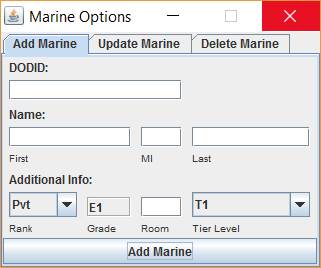 Marine Options
Add Marine Update Marine Delete Marine
DODID:
Name:
First MI Last
Additional Info:
Pvt E1 T1
Rank Grade Room Tier Level
Add Marine